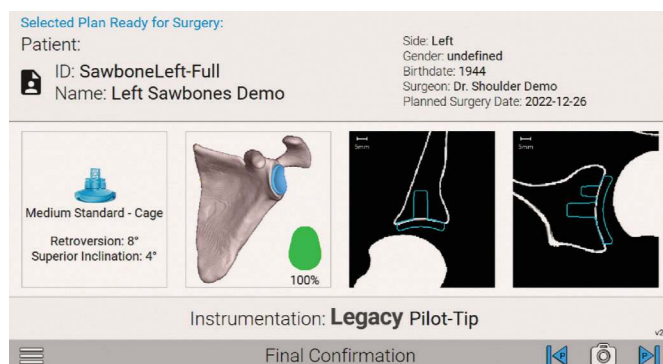 Selected Plan Ready for Surgery:
Patient:
ID: SawboneLeft-Full
Name: Left Sawbones Demo
Side: Left
Gender: undefined
Birthdate: 1944
Surgeon: Dr. Shoulder Demo
Planned Surgery Date: 2022-12-26
Medium Standard - Cage
Retroversion: 8°
Superior Inclination: 4°
100%
5mm
5mm
Instrumentation: Legacy Pilot-Tip
v2
Final Confirmation
P
P